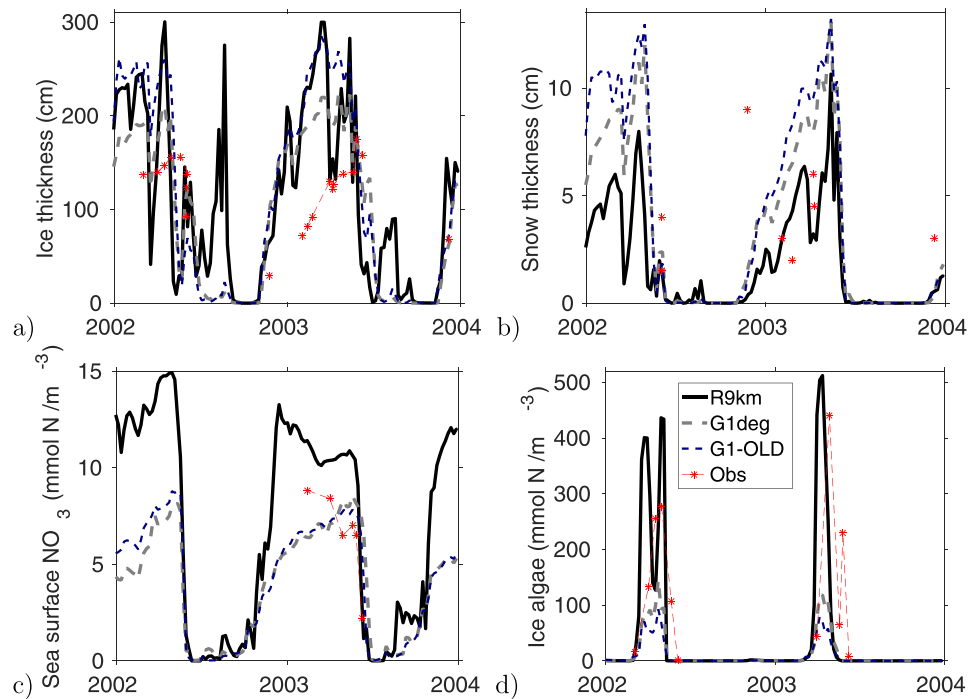 300
200
100
0
Ice thickness (cm)
2002
2003
2004
a)
10
5
0
Snow thickness (cm)
2002
2003
2004
b)
15
10
5
0
Sea surface NO 3 (mmol N /m -3)
2002
2003
2004
c)
500
400
300
200
100
0
Ice algae (mmol N /m -3)
R9km
G1deg
G1-OLD
Obs
2002
2003
2004
d)